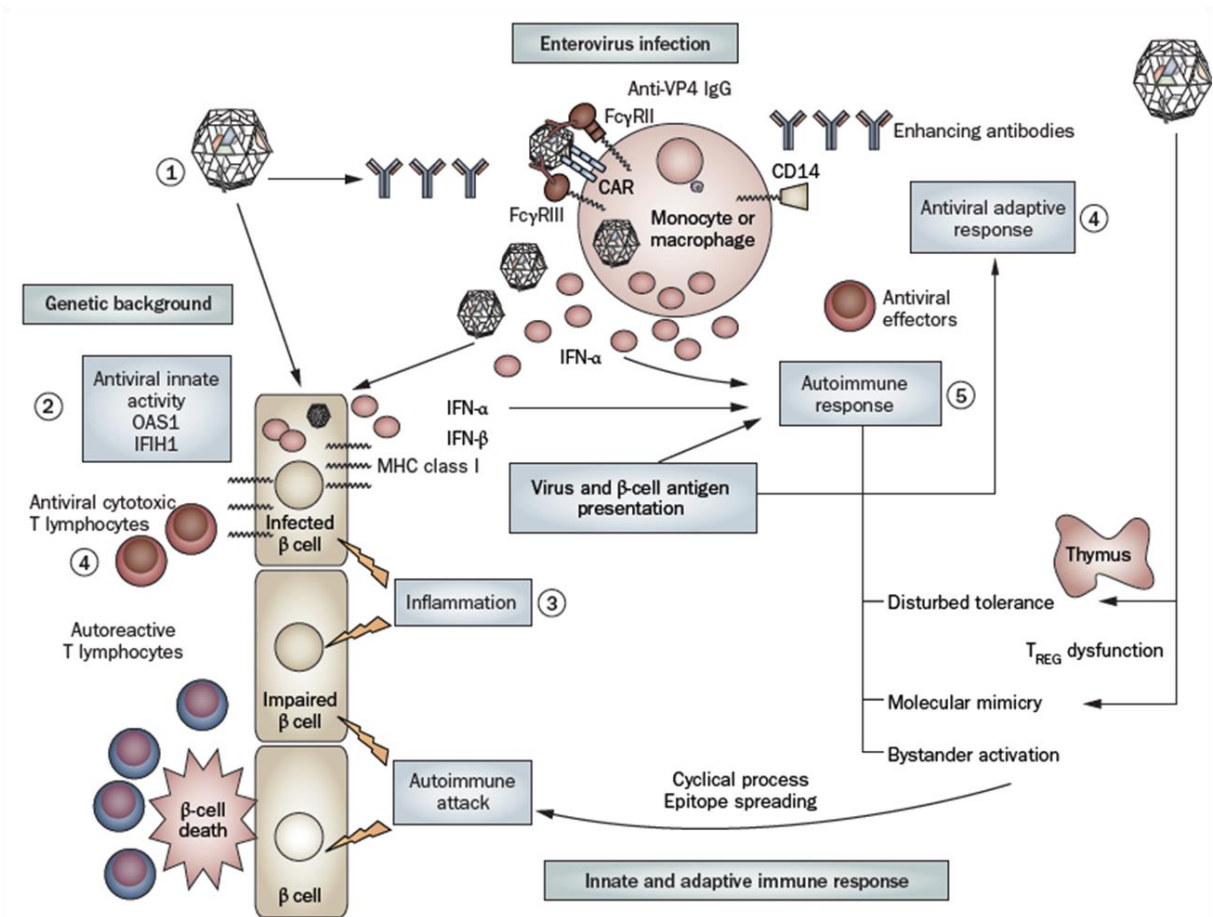 Enterovirus infection
Anti-VP4 IgG
FcγRII
Enhancing antibodies
①
CAR
CD14
FcγRIII
Monocyte or
macrophage
Antiviral adaptive
response
④
Genetic background
Antiviral
effectors
IFN-α
②
Antiviral innate
activity
OAS1
IFIH1
Autoimmune
response
⑤
IFN-α
IFN-β
MHC class I
Virus and β-cell antigen
presentation
Antiviral cytotoxic
T lymphocytes
④
Infected
β cell
Thymus
Inflammation
③
Disturbed tolerance
Autoreactive
T lymphocytes
TREG dysfunction
Impaired
β cell
Molecular mimicry
Bystander activation
Autoimmune
attack
Cyclical process
Epitope spreading
β-cell
death
β cell
Innate and adaptive immune response